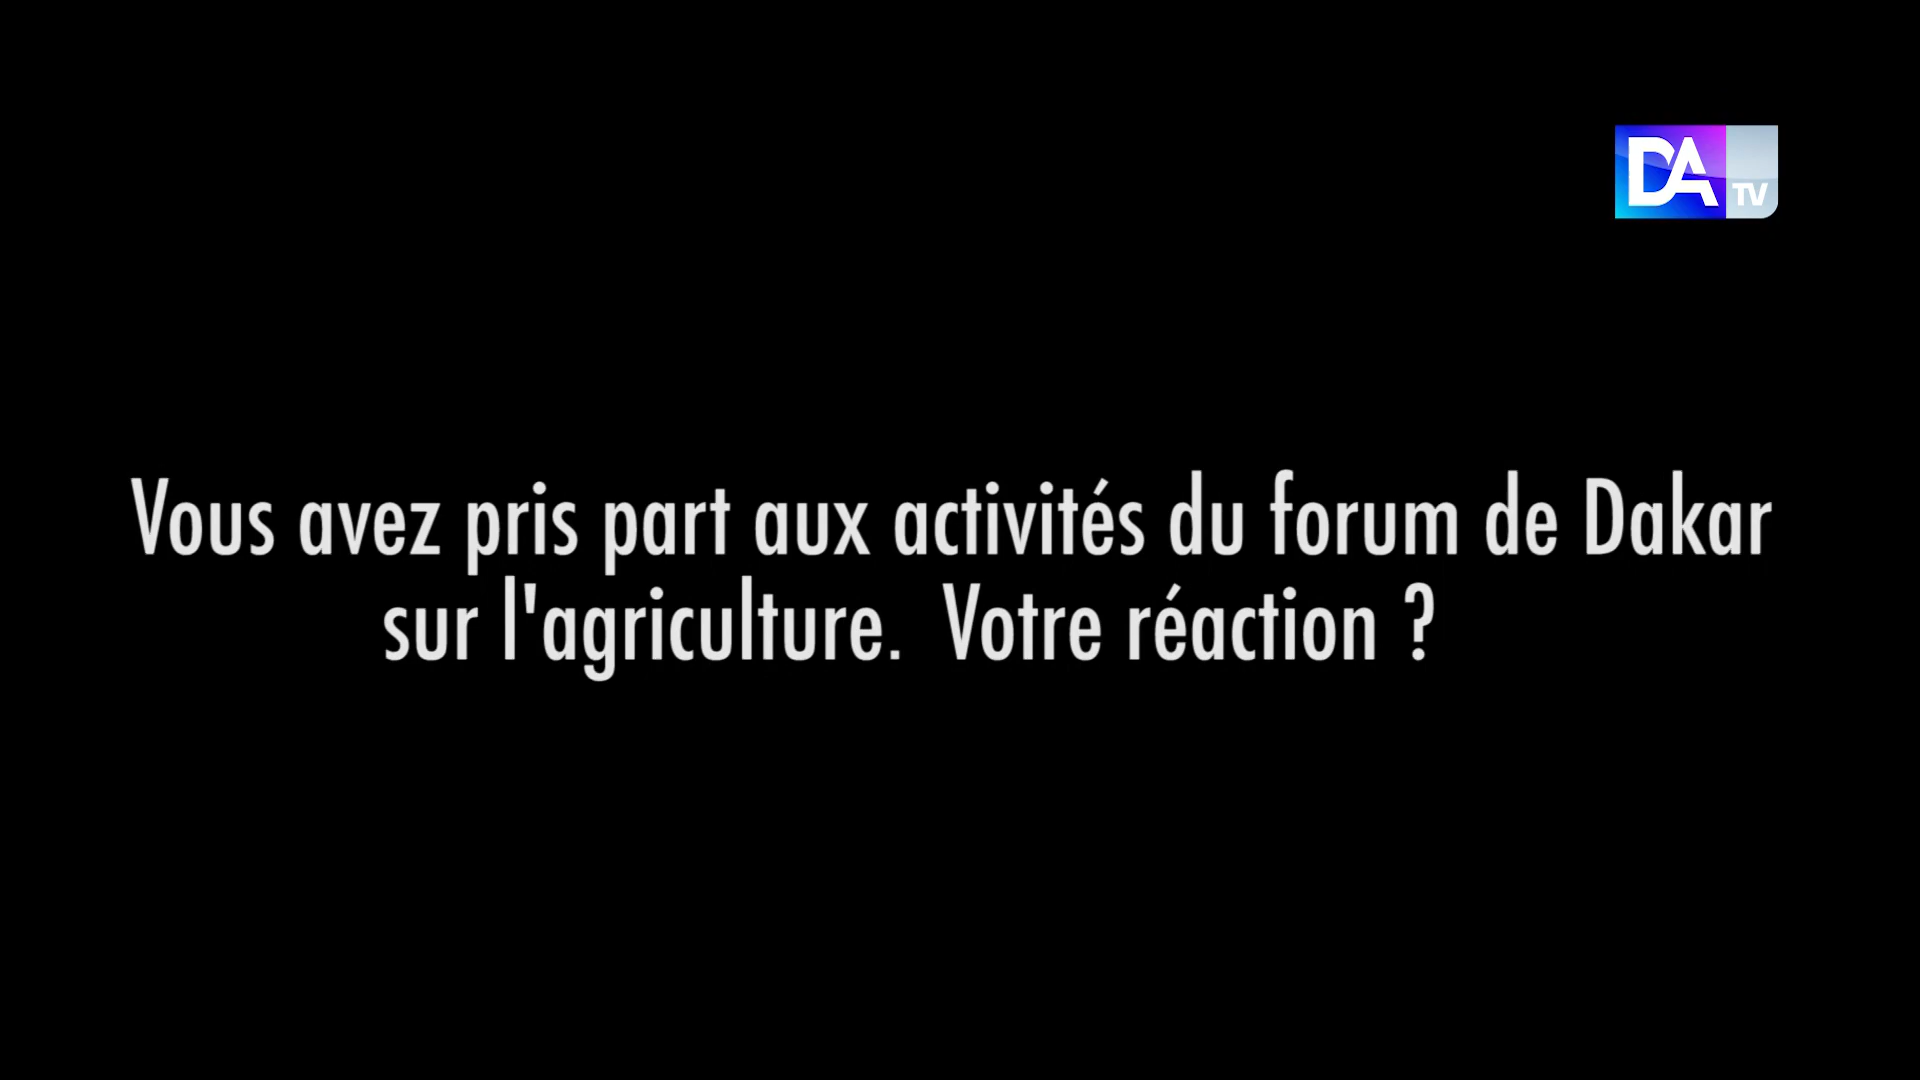 DA TV
Vous avez pris part aux activités du forum de Dakar
sur l'agriculture.  Votre réaction ?